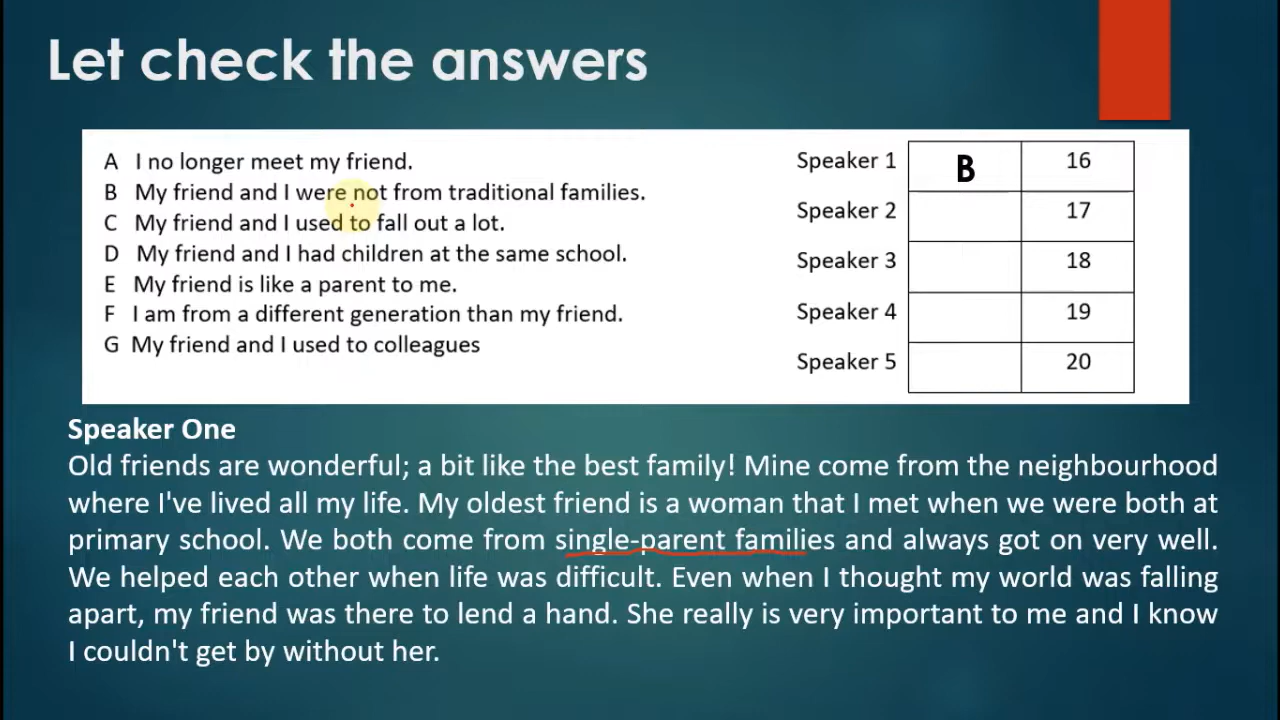 Let check the answers
A I no longer meet my friend.
B My friend and I were not from traditional families.
C My friend and I used to fall out a lot.
D My friend and I had children at the same school.
E My friend is like a parent to me.
F I am from a different generation than my friend.
G My friend and I used to colleagues
Speaker 1 B 16
Speaker 2 17
Speaker 3 18
Speaker 4 19
Speaker 5 20
Speaker One
Old friends are wonderful; a bit like the best family! Mine come from the neighbourhood
where I've lived all my life. My oldest friend is a woman that I met when we were both at
primary school. We both come from single-parent families and always got on very well.
We helped each other when life was difficult. Even when I thought my world was falling
apart, my friend was there to lend a hand. She really is very important to me and I know
I couldn't get by without her.